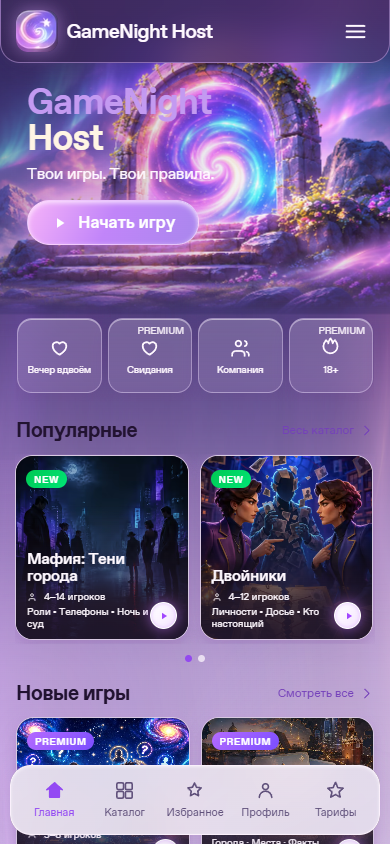 GameNight Host
GameNight
Host
Твои игры. Твои правила.
Начать игру
PREMIUM
PREMIUM
Вечер вдвоём
Свидания
Компания
18+
Популярные
Весь каталог
NEW
NEW
Мафия: Тени
города
4–14 игроков
Роли • Телефоны • Ночь и
суд
Двойники
4–12 игроков
Личности • Досье • Кто
настоящий
Новые игры
Смотреть все
PREMIUM
PREMIUM
Главная
Каталог
Избранное
Профиль
Тарифы
Города • Места • Факты